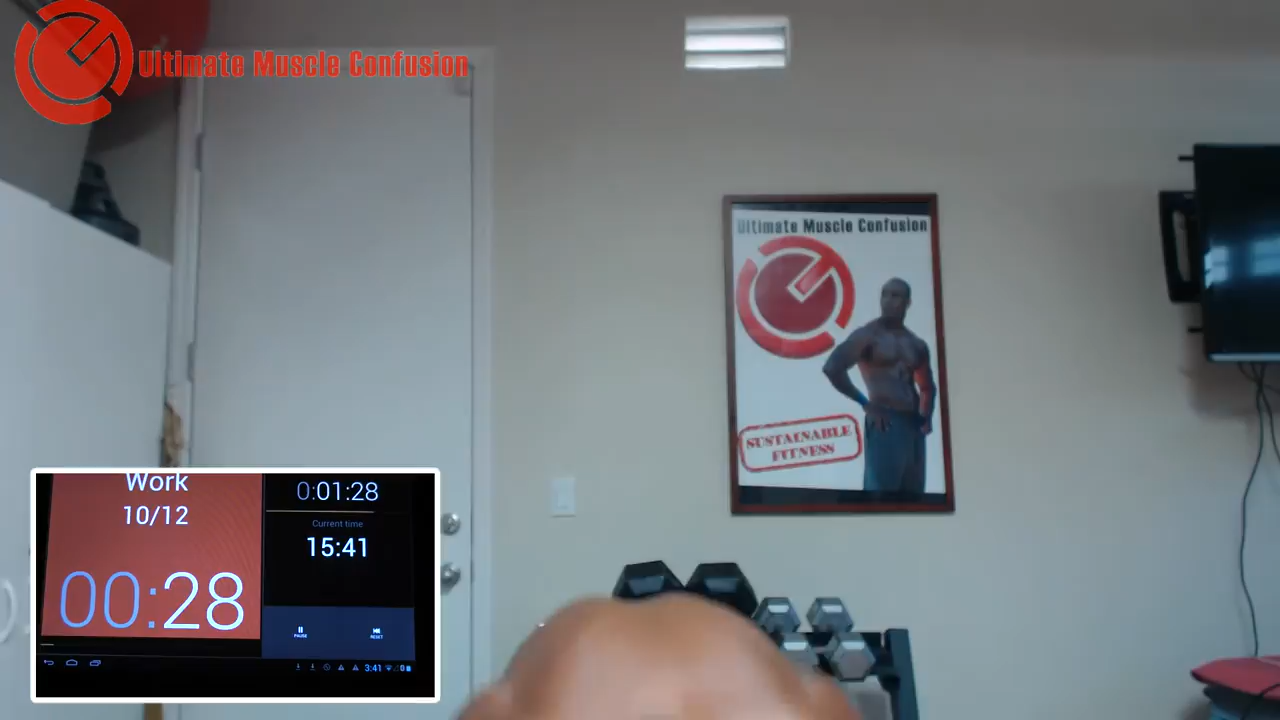 Ultimate Muscle Confusion
Ultimate Muscle Confusion
SUSTAINABLE
FITNESS
Work
10/12
00:28
0:01:28
Current time
15:41
PAUSE
RESET
3:41